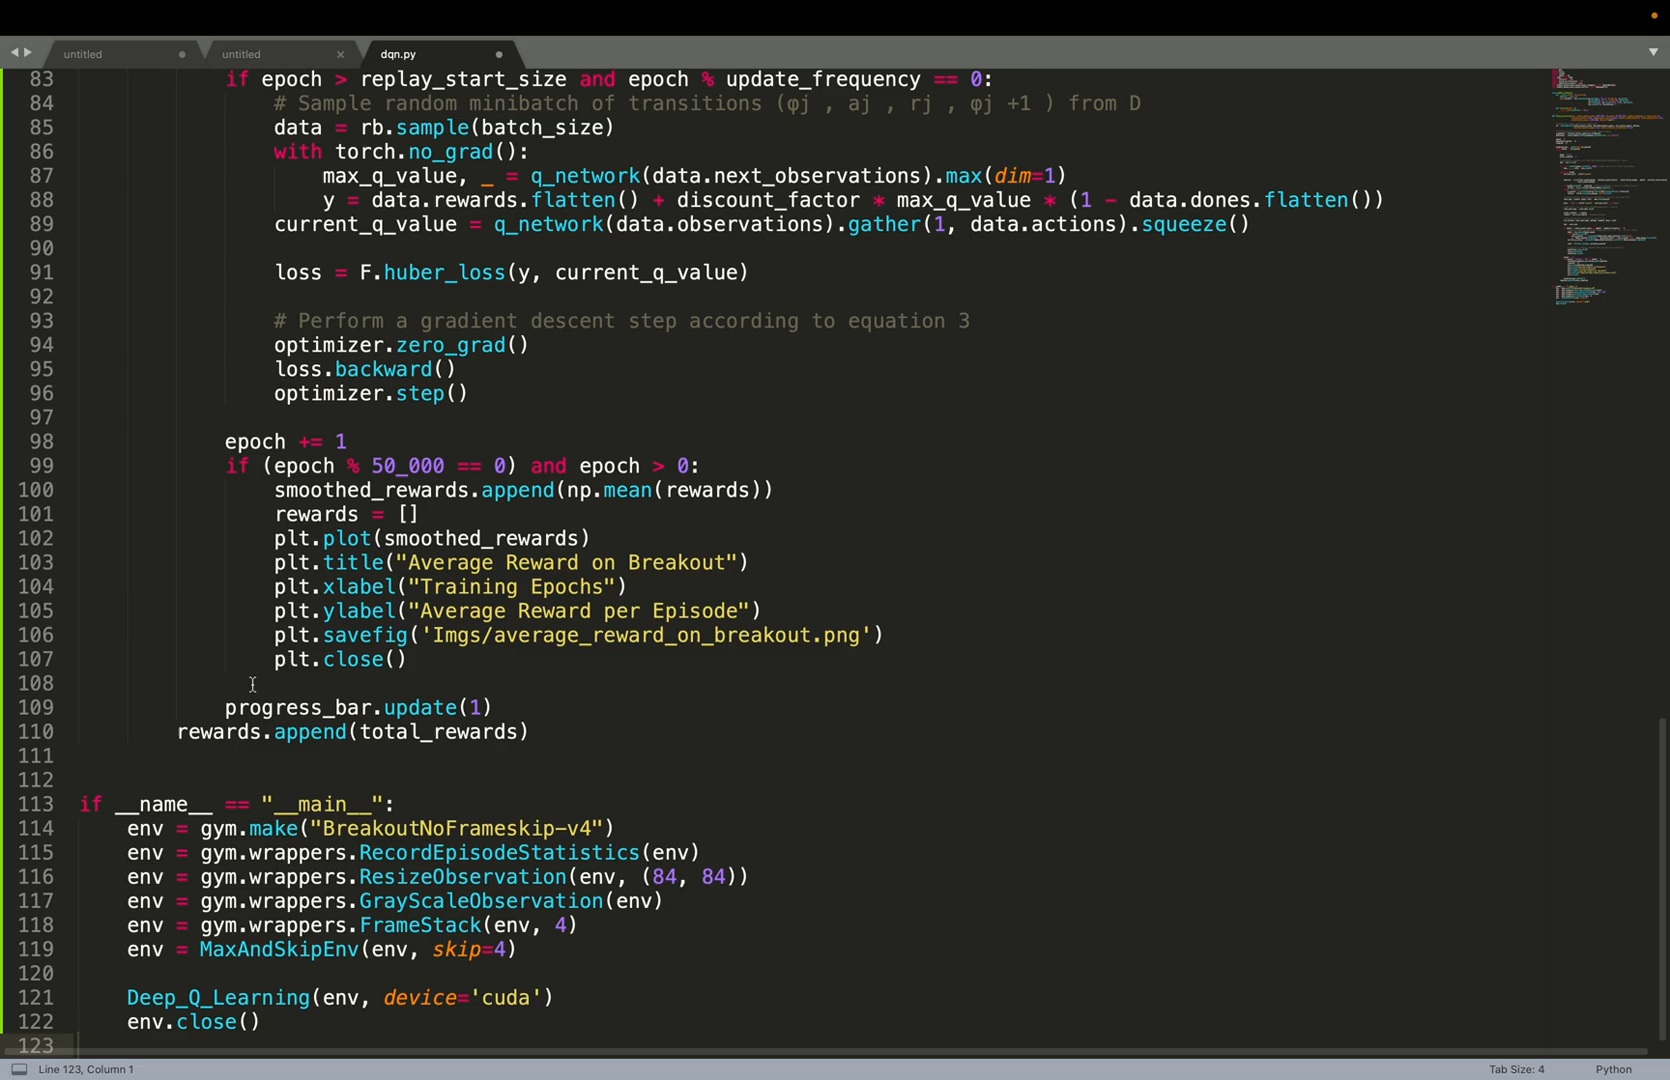 untitled untitled × dqn.py
83 if epoch > replay_start_size and epoch % update_frequency == 0:
84 # Sample random minibatch of transitions (φj , aj , rj , φj +1 ) from D
85 data = rb.sample(batch_size)
86 with torch.no_grad():
87 max_q_value, _ = q_network(data.next_observations).max(dim=1)
88 y = data.rewards.flatten() + discount_factor * max_q_value * (1 - data.dones.flatten())
89 current_q_value = q_network(data.observations).gather(1, data.actions).squeeze()
90
91 loss = F.huber_loss(y, current_q_value)
92
93 # Perform a gradient descent step according to equation 3
94 optimizer.zero_grad()
95 loss.backward()
96 optimizer.step()
97
98 epoch += 1
99 if (epoch % 50_000 == 0) and epoch > 0:
100 smoothed_rewards.append(np.mean(rewards))
101 rewards = []
102 plt.plot(smoothed_rewards)
103 plt.title("Average Reward on Breakout")
104 plt.xlabel("Training Epochs")
105 plt.ylabel("Average Reward per Episode")
106 plt.savefig('Imgs/average_reward_on_breakout.png')
107 plt.close()
108
109 progress_bar.update(1)
110 rewards.append(total_rewards)
111
112
113 if __name__ == "__main__":
114 env = gym.make("BreakoutNoFrameskip-v4")
115 env = gym.wrappers.RecordEpisodeStatistics(env)
116 env = gym.wrappers.ResizeObservation(env, (84, 84))
117 env = gym.wrappers.GrayScaleObservation(env)
118 env = gym.wrappers.FrameStack(env, 4)
119 env = MaxAndSkipEnv(env, skip=4)
120
121 Deep_Q_Learning(env, device='cuda')
122 env.close()
123
Line 123, Column 1 Tab Size: 4 Python